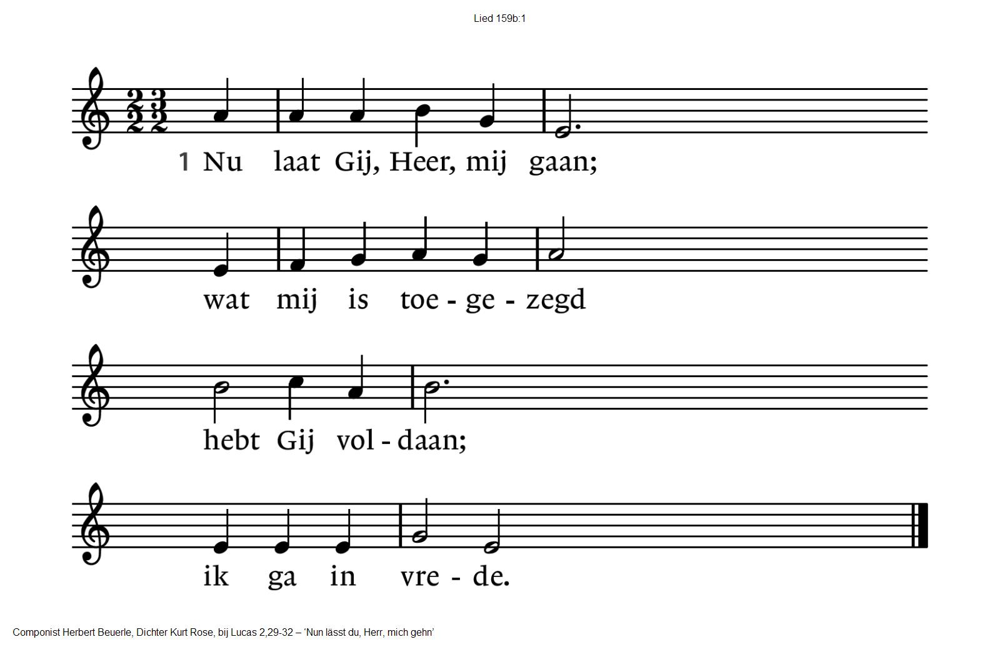 Lied 159b:1
2 3
2 2
1 Nu laat Gij, Heer, mij gaan;
wat mij is toe - ge - zegd
hebt Gij vol - daan;
ik ga in vre - de.
Componist Herbert Beuerle, Dichter Kurt Rose, bij Lucas 2,29-32 – ‘Nun lässt du, Herr, mich gehn’